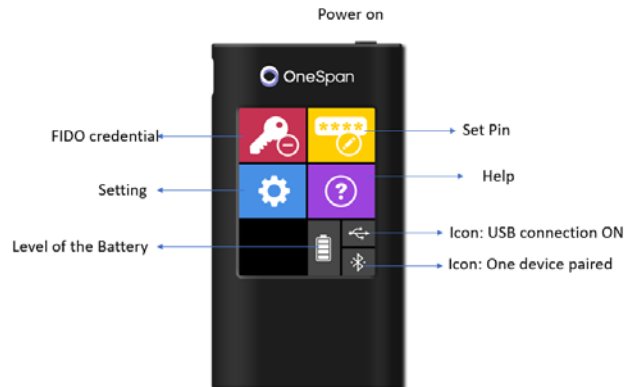 Power on
OneSpan
FIDO credential
****
Set Pin
Setting
?
Help
Level of the Battery
Icon: USB connection ON
Icon: One device paired